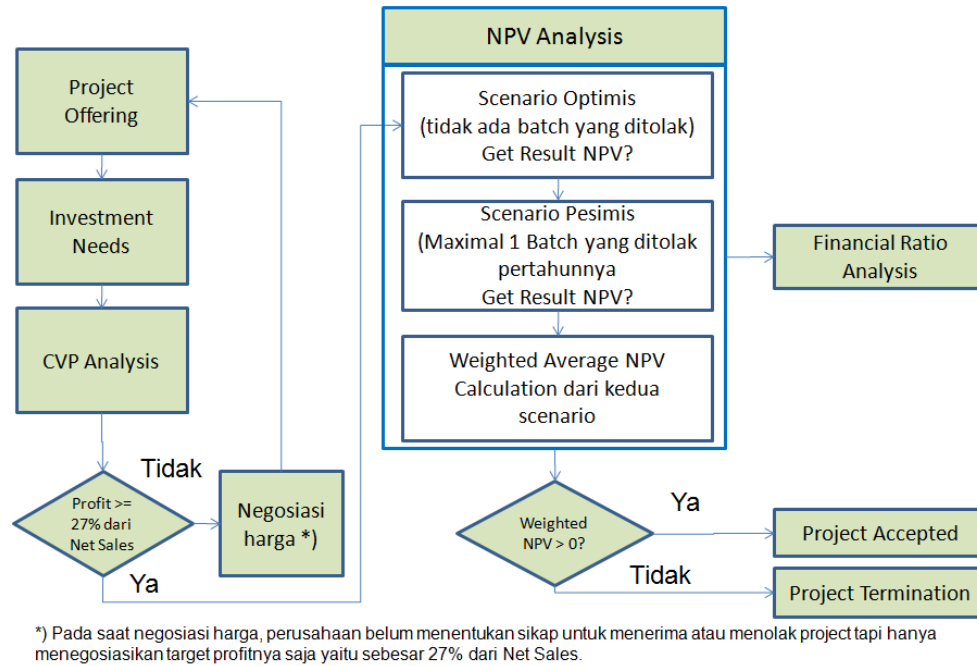 Project
Offering
Investment
Needs
CVP Analysis
Tidak
Profit >=
27% dari
Net Sales
Negosiasi
harga *)
Ya
NPV Analysis
Scenario Optimis
(tidak ada batch yang ditolak)
Get Result NPV?
Scenario Pesimis
(Maximal 1 Batch yang ditolak
pertahunnya
Get Result NPV?
Weighted Average NPV
Calculation dari kedua
scenario
Financial Ratio
Analysis
Weighted
NPV > 0?
Ya
Project Accepted
Tidak
Project Termination
*) Pada saat negosiasi harga, perusahaan belum menentukan sikap untuk menerima atau menolak project tapi hanya
menegosiasikan target profitnya saja yaitu sebesar 27% dari Net Sales.